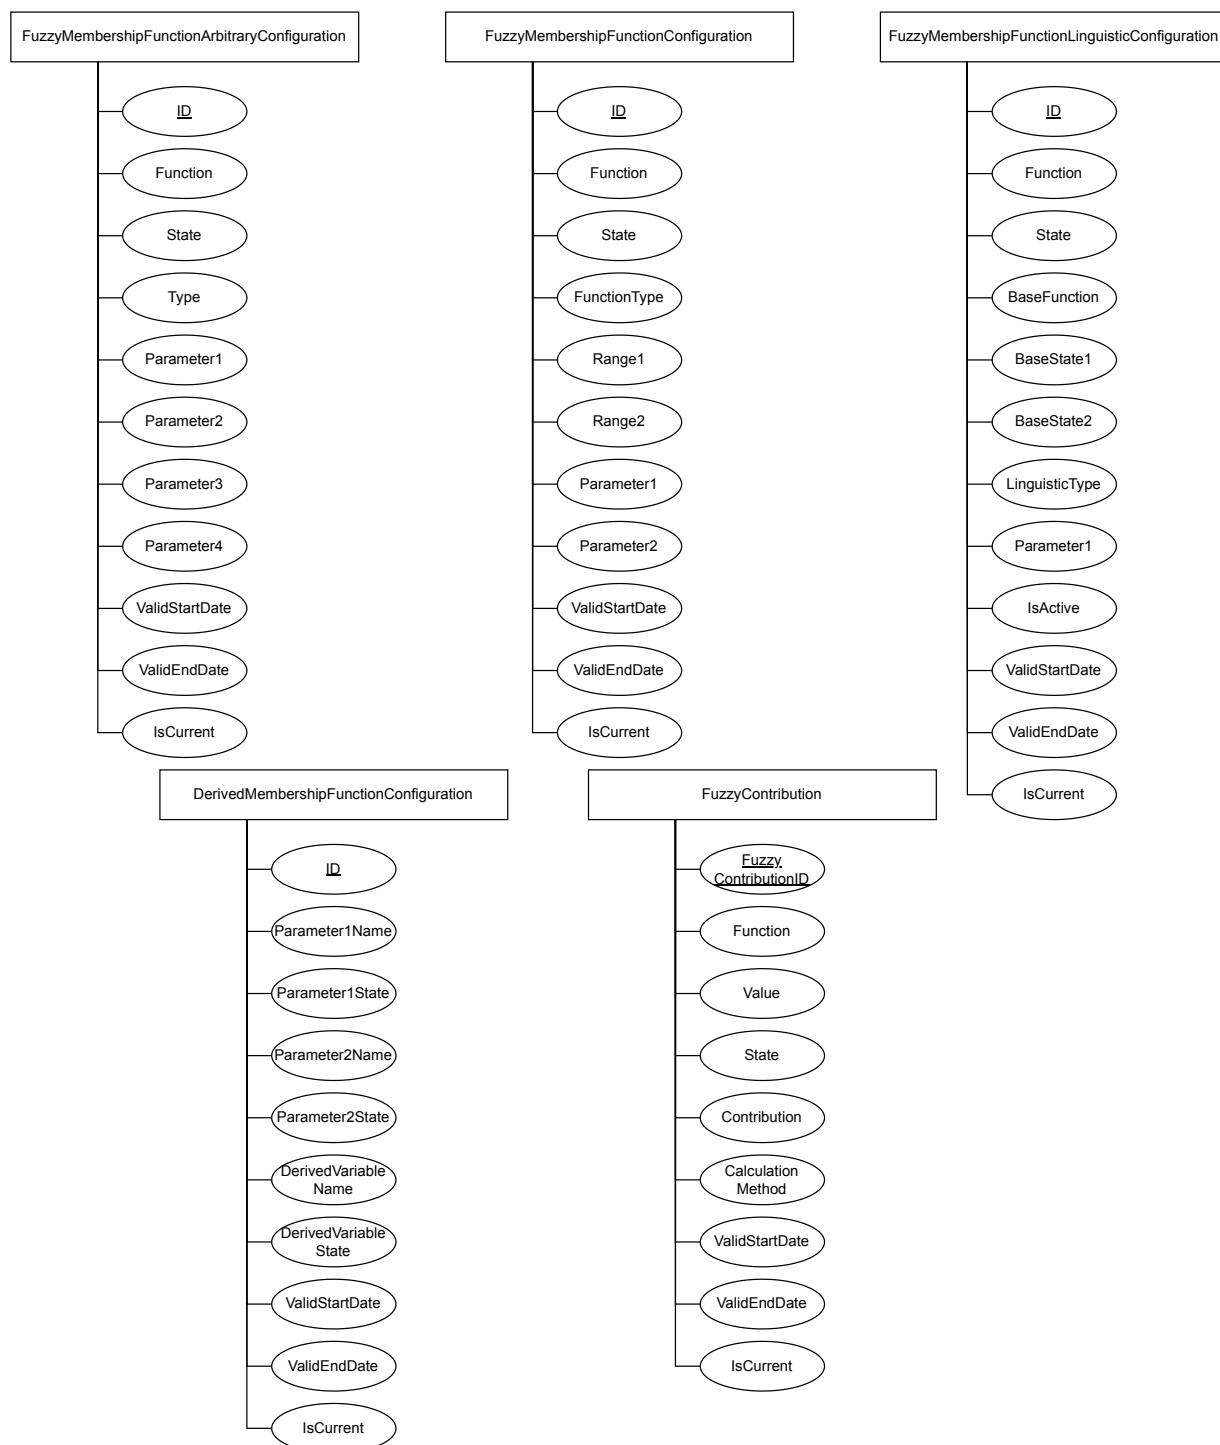 FuzzyMembershipFunctionArbitraryConfiguration
ID
Function
State
Type
Parameter1
Parameter2
Parameter3
Parameter4
ValidStartDate
ValidEndDate
IsCurrent
FuzzyMembershipFunctionConfiguration
ID
Function
State
FunctionType
Range1
Range2
Parameter1
Parameter2
ValidStartDate
ValidEndDate
IsCurrent
FuzzyMembershipFunctionLinguisticConfiguration
ID
Function
State
BaseFunction
BaseState1
BaseState2
LinguisticType
Parameter1
IsActive
ValidStartDate
ValidEndDate
IsCurrent
DerivedMembershipFunctionConfiguration
ID
Parameter1Name
Parameter1State
Parameter2Name
Parameter2State
DerivedVariable
Name
DerivedVariable
State
ValidStartDate
ValidEndDate
IsCurrent
FuzzyContribution
Fuzzy
ContributionID
Function
Value
State
Contribution
Calculation
Method
ValidStartDate
ValidEndDate
IsCurrent